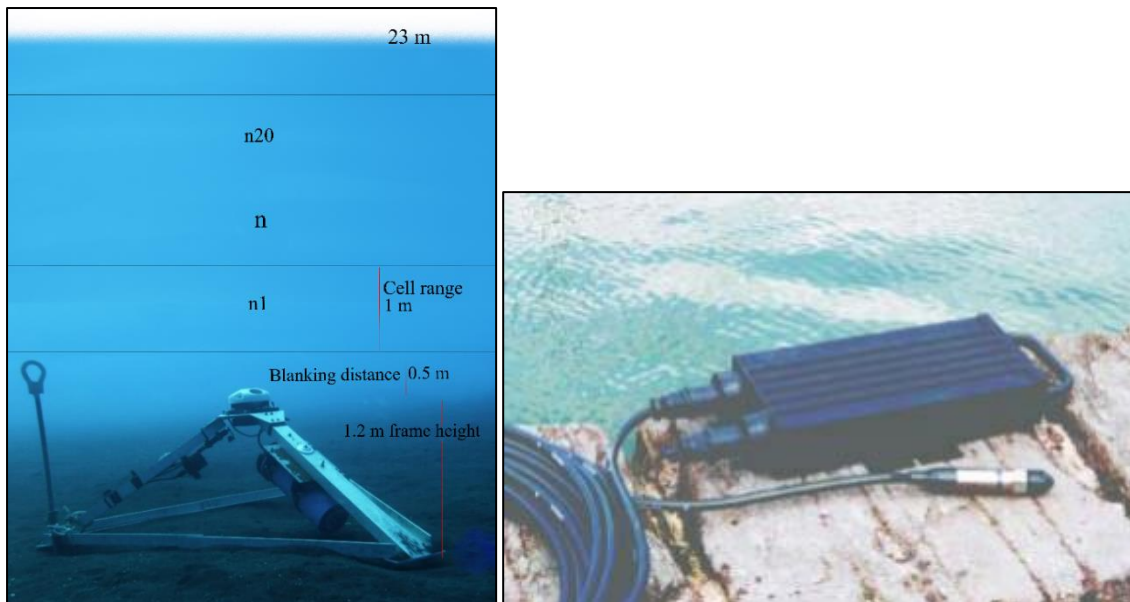 23 m
n20
n
n1
Cell range
1 m
Blanking distance
0.5 m
1.2 m frame height